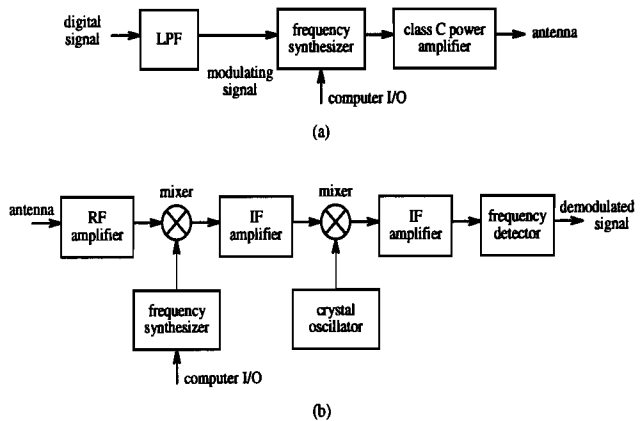 digital
signal
LPF
modulating
signal
frequency
synthesizer
computer I/O
class C power
amplifier
antenna
(a)
antenna
RF
amplifier
mixer
frequency
synthesizer
computer I/O
IF
amplifier
mixer
crystal
oscillator
IF
amplifier
frequency
detector
demodulated
signal
(b)